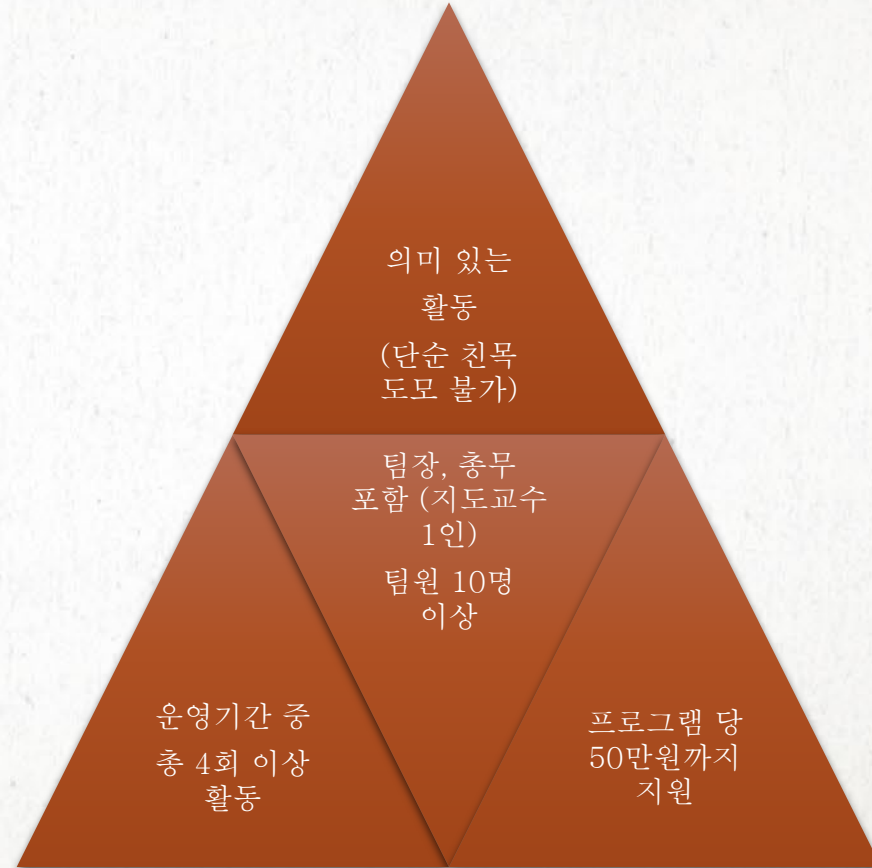 의미 있는
활동
(단순 친목
도모 불가)
팀장, 총무
포함 (지도교수
1인)
팀원 10명
이상
운영기간 중
총 4회 이상
활동
프로그램 당
50만원까지
지원